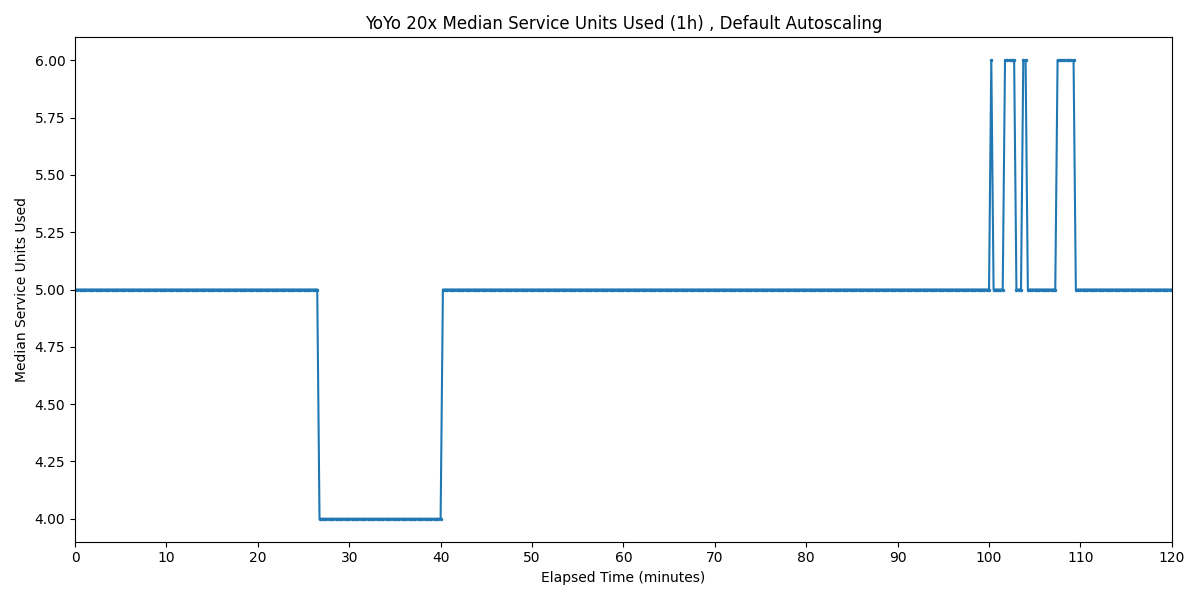 YoYo 20x Median Service Units Used (1h) , Default Autoscaling
Median Service Units Used
6.00
5.75
5.50
5.25
5.00
4.75
4.50
4.25
4.00
0 10 20 30 40 50 60 70 80 90 100 110 120
Elapsed Time (minutes)